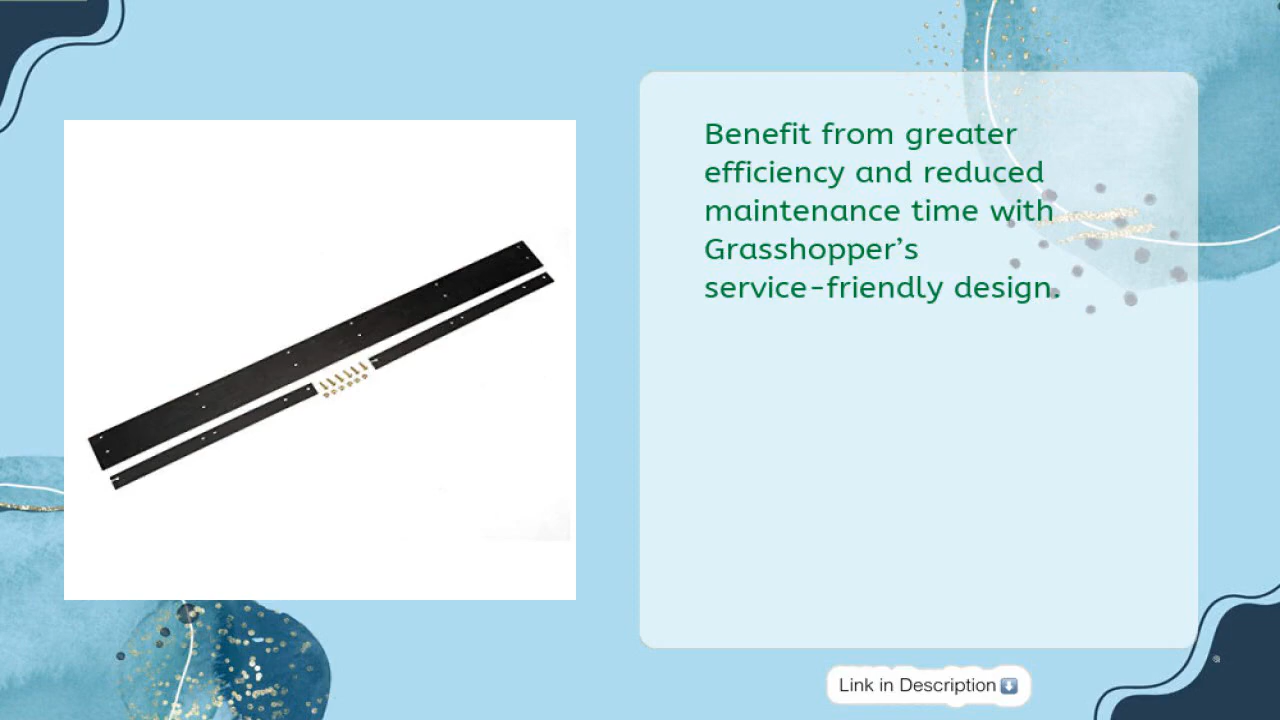 Benefit from greater
efficiency and reduced
maintenance time with
Grasshopper’s
service-friendly design.
Link in Description⬇️